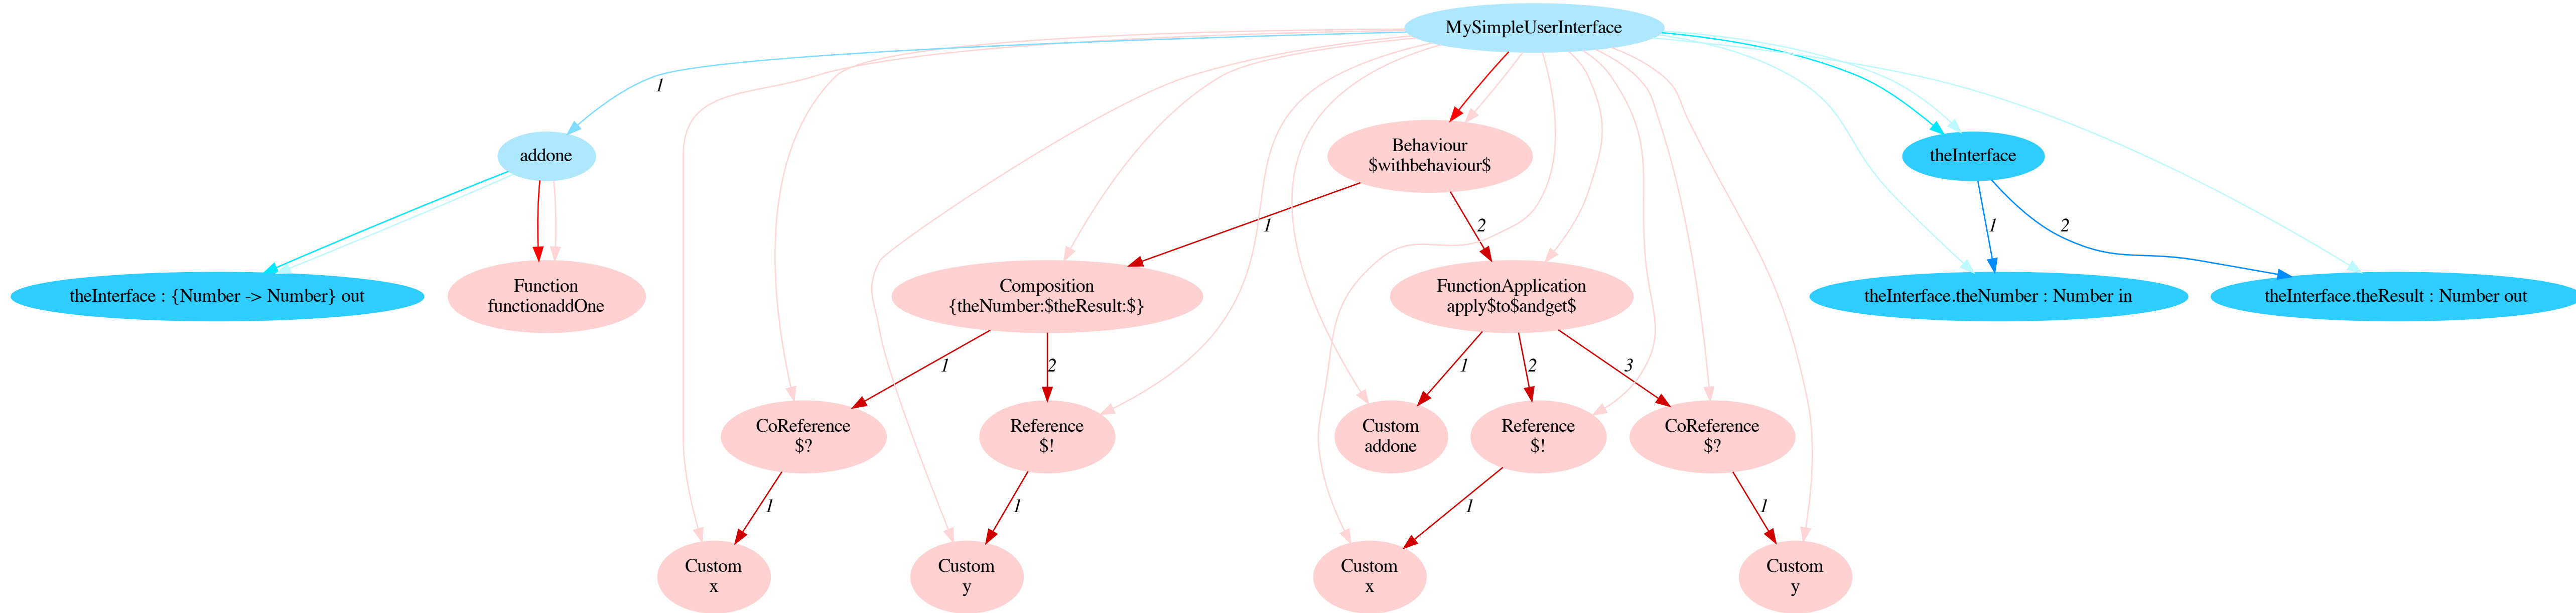 MySimpleUserInterface
1
addone
Behaviour
$withbehaviour$
theInterface
1
2
1
2
theInterface : {Number -> Number} out
Function
functionaddOne
Composition
{theNumber:$theResult:$}
FunctionApplication
apply$to$andget$
theInterface.theNumber : Number in
theInterface.theResult : Number out
1
2
1
2
3
CoReference
$?
Reference
$!
Custom
addone
Reference
$!
CoReference
$?
1
1
1
1
Custom
x
Custom
y
Custom
x
Custom
y